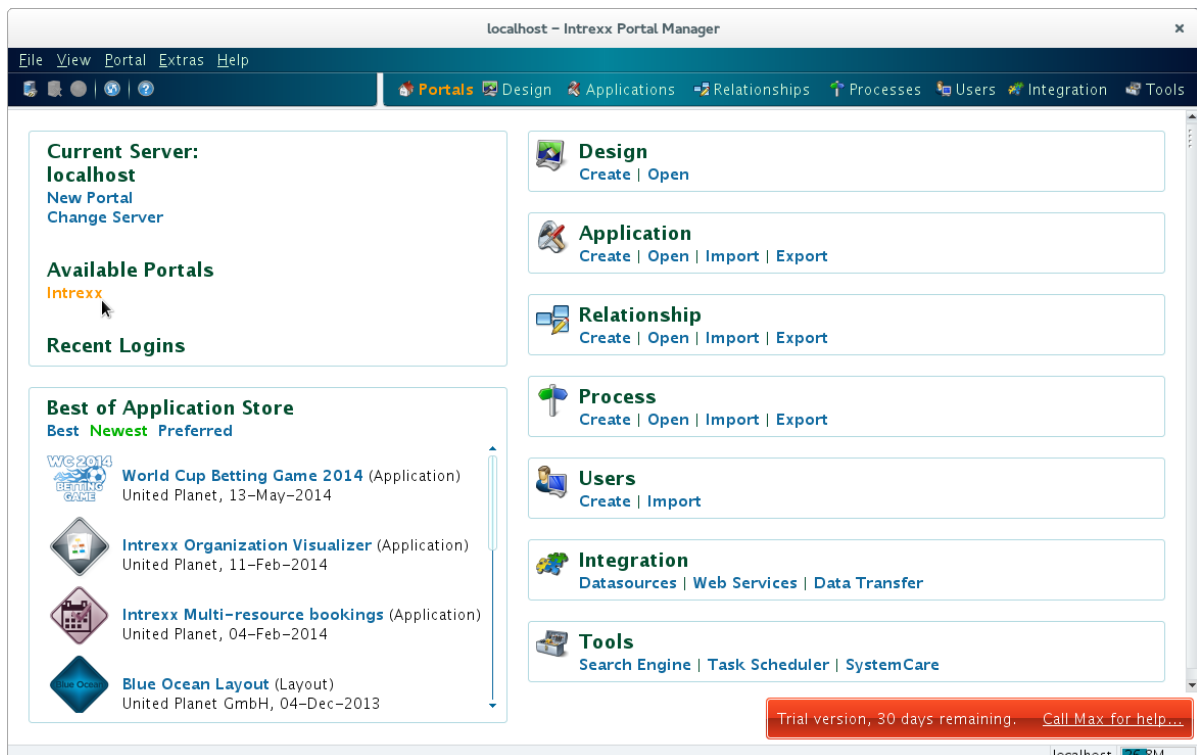 localhost – Intrexx Portal Manager
File View Portal Extras Help
Portals Design Applications Relationships Processes Users Integration Tools
Current Server:
localhost
New Portal
Change Server
Available Portals
Intrexx
Recent Logins
Best of Application Store
Best Newest Preferred
WC 2014
BETTING
GAME
World Cup Betting Game 2014 (Application)
United Planet, 13–May–2014
Intrexx Organization Visualizer (Application)
United Planet, 11–Feb–2014
Intrexx Multi–resource bookings (Application)
United Planet, 04–Feb–2014
Blue Ocean
Blue Ocean Layout (Layout)
United Planet GmbH, 04–Dec–2013
Design
Create | Open
Application
Create | Open | Import | Export
Relationship
Create | Open | Import | Export
Process
Create | Open | Import | Export
Users
Create | Import
Integration
Datasources | Web Services | Data Transfer
Tools
Search Engine | Task Scheduler | SystemCare
Trial version, 30 days remaining. Call Max for help...
localhost